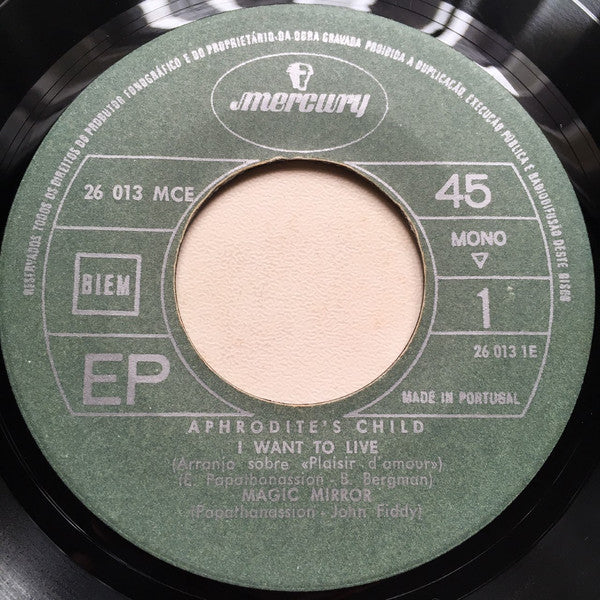 RESERVADOS TODOS OS DIREITOS DO PRODUTOR FONOGRÁFICO E DO PROPRIETÁRIO DA OBRA GRAVADA PROIBIDA A DUPLICAÇÃO, EXECUÇÃO PÚBLICA E RADIODIFUSÃO DESTE DISCO
mercury
26 013 MCE
45
MONO
BIEM
1
26 013 1E
EP
MADE IN PORTUGAL
APHRODITE'S CHILD
I WANT TO LIVE
(Arranjo sobre «Plaisir d'amour»)
(E. Papathanassion - B. Bergman)
MAGIC MIRROR
(Papathanassion - John Fiddy)